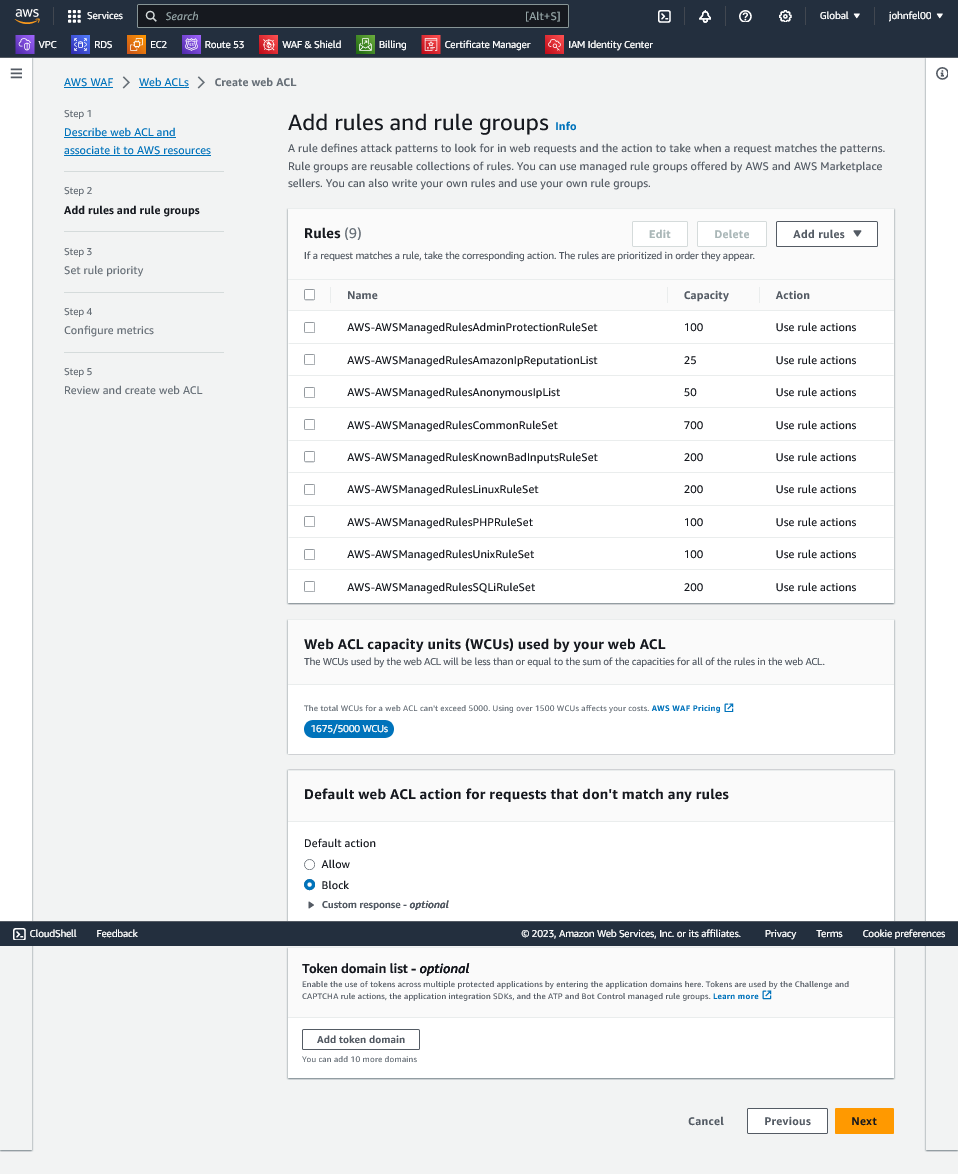 aws
Services
Search [Alt+S]
Global ▼
johnfel00 ▼
VPC
RDS
EC2
Route 53
WAF & Shield
Billing
Certificate Manager
IAM Identity Center
AWS WAF > Web ACLs > Create web ACL
Step 1
Describe web ACL and
associate it to AWS resources
Step 2
Add rules and rule groups
Step 3
Set rule priority
Step 4
Configure metrics
Step 5
Review and create web ACL
Add rules and rule groups Info
A rule defines attack patterns to look for in web requests and the action to take when a request matches the patterns.
Rule groups are reusable collections of rules. You can use managed rule groups offered by AWS and AWS Marketplace
sellers. You can also write your own rules and use your own rule groups.
Rules (9)
Edit
Delete
Add rules ▼
If a request matches a rule, take the corresponding action. The rules are prioritized in order they appear.
Name Capacity Action
AWS-AWSManagedRulesAdminProtectionRuleSet 100 Use rule actions
AWS-AWSManagedRulesAmazonIpReputationList 25 Use rule actions
AWS-AWSManagedRulesAnonymousIpList 50 Use rule actions
AWS-AWSManagedRulesCommonRuleSet 700 Use rule actions
AWS-AWSManagedRulesKnownBadInputsRuleSet 200 Use rule actions
AWS-AWSManagedRulesLinuxRuleSet 200 Use rule actions
AWS-AWSManagedRulesPHPRuleSet 100 Use rule actions
AWS-AWSManagedRulesUnixRuleSet 100 Use rule actions
AWS-AWSManagedRulesSQLiRuleSet 200 Use rule actions
Web ACL capacity units (WCUs) used by your web ACL
The WCUs used by the web ACL will be less than or equal to the sum of the capacities for all of the rules in the web ACL.
The total WCUs for a web ACL can't exceed 5000. Using over 1500 WCUs affects your costs. AWS WAF Pricing
1675/5000 WCUs
Default web ACL action for requests that don't match any rules
Default action
Allow
Block
Custom response - optional
CloudShell
Feedback
© 2023, Amazon Web Services, Inc. or its affiliates.
Privacy
Terms
Cookie preferences
Token domain list - optional
Enable the use of tokens across multiple protected applications by entering the application domains here. Tokens are used by the Challenge and
CAPTCHA rule actions, the application integration SDKs, and the ATP and Bot Control managed rule groups. Learn more
Add token domain
You can add 10 more domains
Cancel
Previous
Next